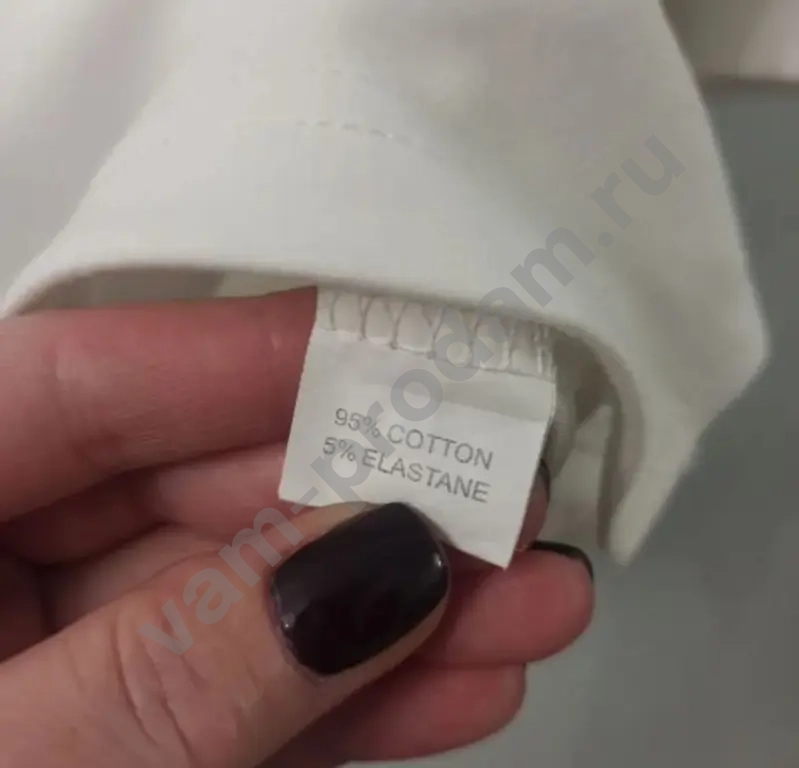 95% COTTON
5% ELASTANE
vam-prodam.ru